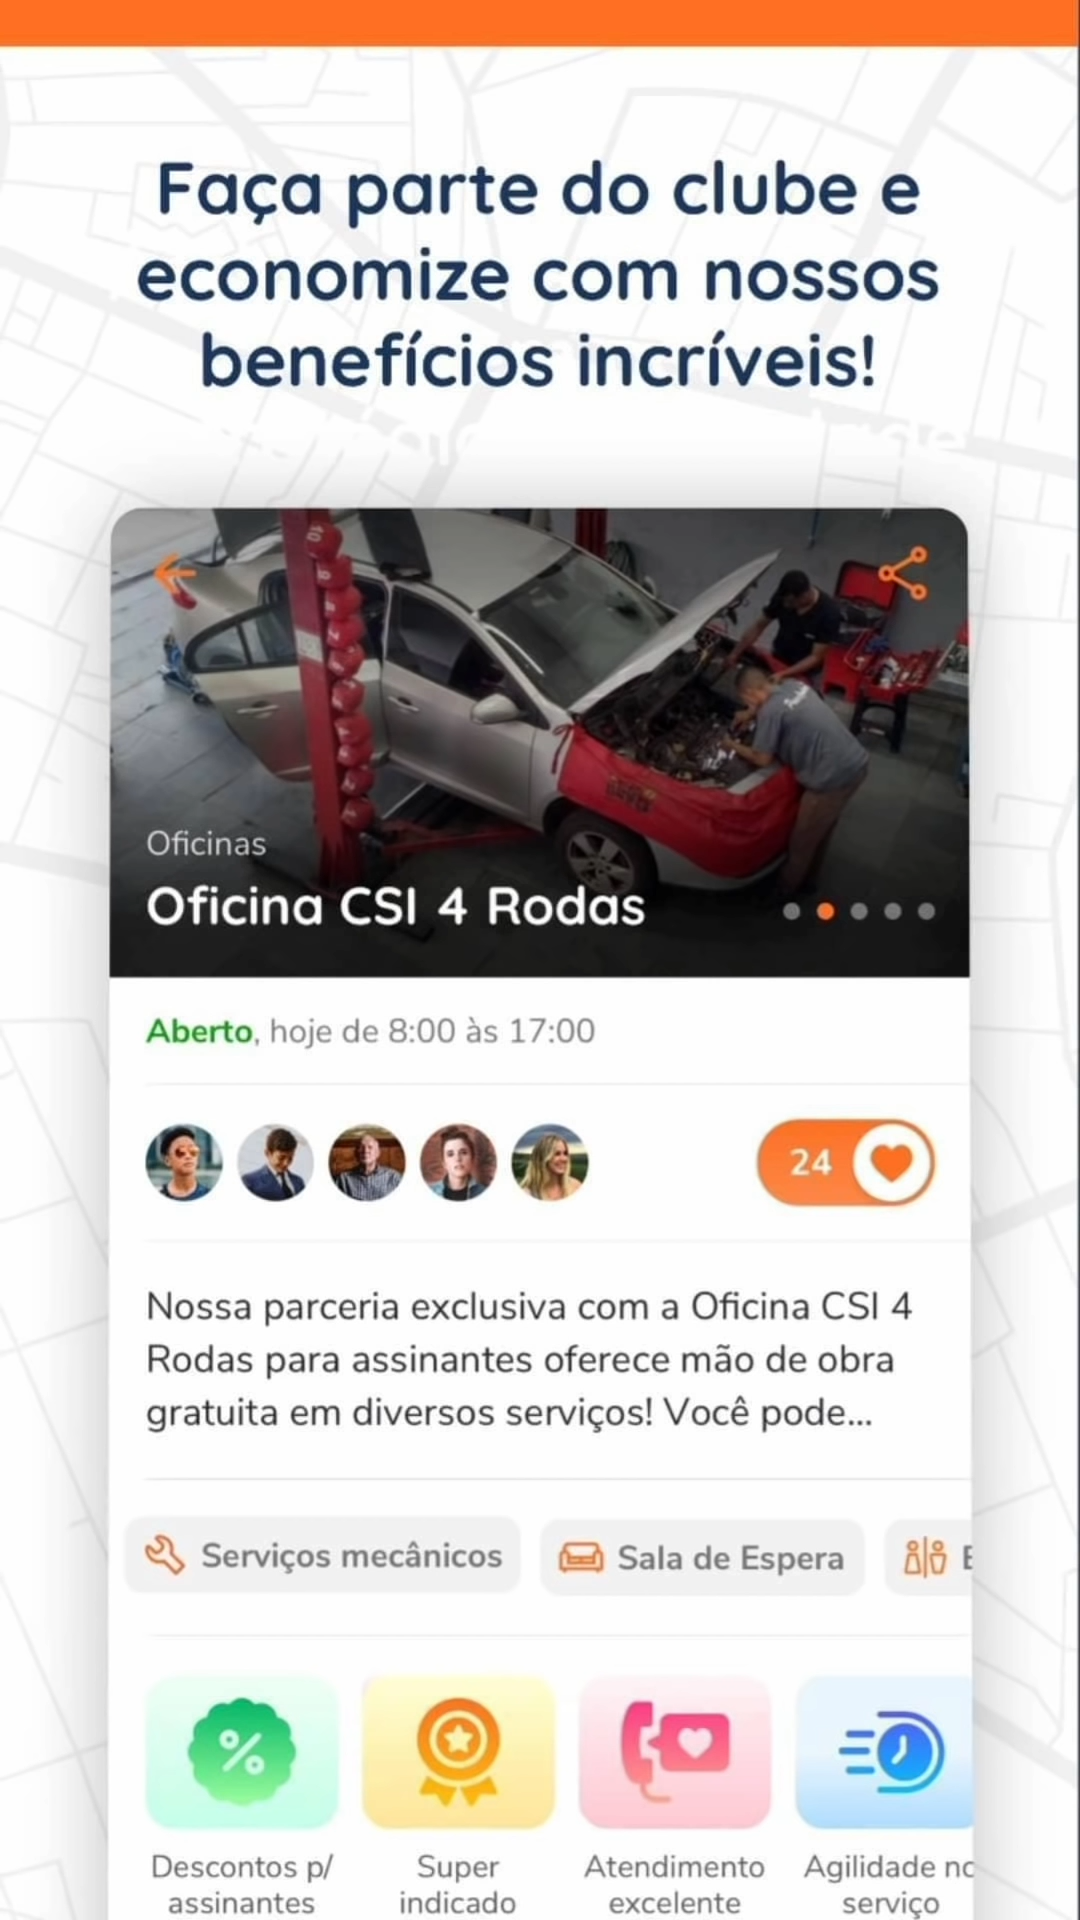 Faça parte do clube e
economize com nossos
benefícios incríveis!
Oficinas
Oficina CSI 4 Rodas
Aberto, hoje de 8:00 às 17:00
24
Nossa parceria exclusiva com a Oficina CSI 4
Rodas para assinantes oferece mão de obra
gratuita em diversos serviços! Você pode...
Serviços mecânicos
Sala de Espera
Descontos p/
assinantes
Super
indicado
Atendimento
excelente
Agilidade no
serviço